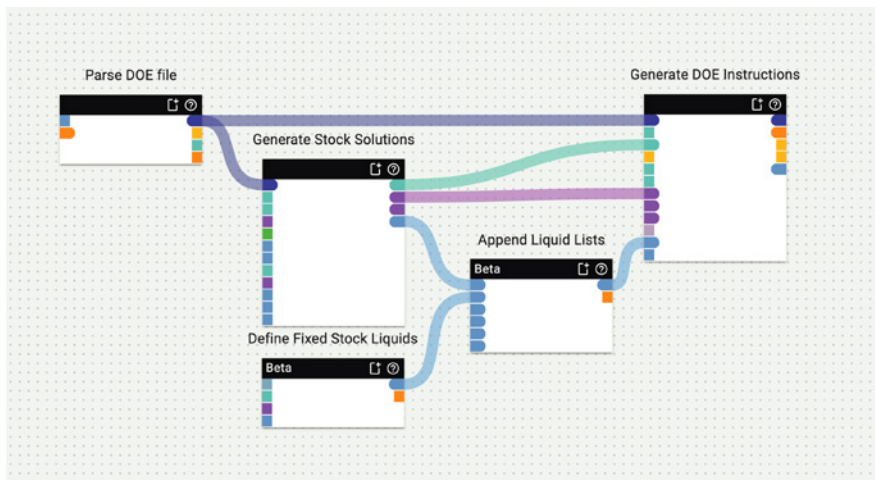 Parse DOE file
Generate DOE Instructions
Generate Stock Solutions
Append Liquid Lists
Beta
Define Fixed Stock Liquids
Beta